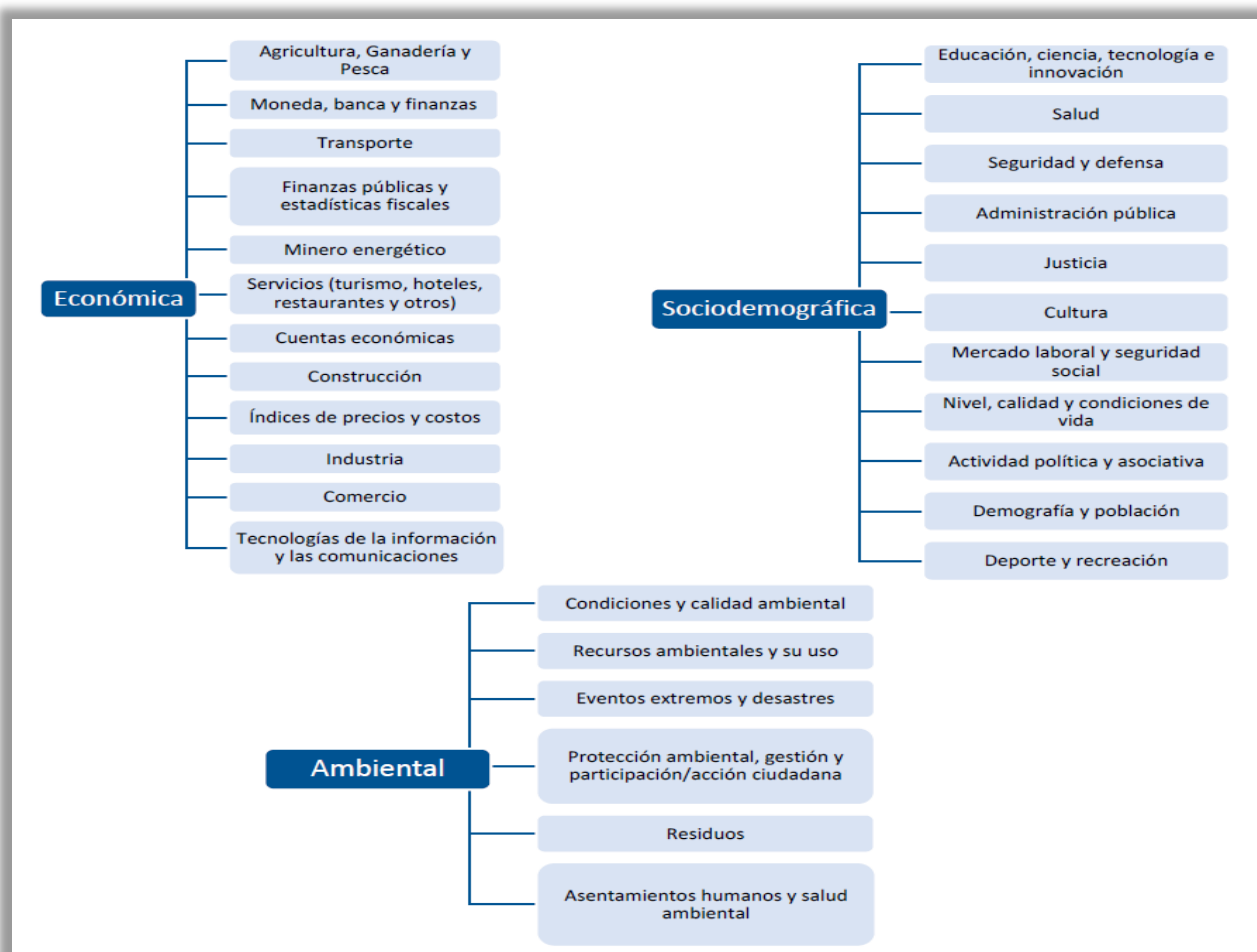 Económica
Agricultura, Ganadería y
Pesca
Moneda, banca y finanzas
Transporte
Finanzas públicas y
estadísticas fiscales
Minero energético
Servicios (turismo, hoteles,
restaurantes y otros)
Cuentas económicas
Construcción
Índices de precios y costos
Industria
Comercio
Tecnologías de la información
y las comunicaciones
Sociodemográfica
Educación, ciencia, tecnología e
innovación
Salud
Seguridad y defensa
Administración pública
Justicia
Cultura
Mercado laboral y seguridad
social
Nivel, calidad y condiciones de
vida
Actividad política y asociativa
Demografía y población
Deporte y recreación
Ambiental
Condiciones y calidad ambiental
Recursos ambientales y su uso
Eventos extremos y desastres
Protección ambiental, gestión y
participación/acción ciudadana
Residuos
Asentamientos humanos y salud
ambiental